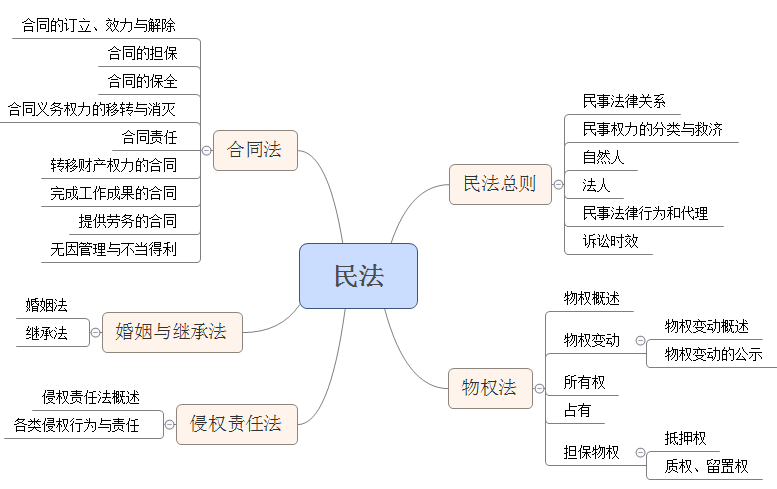 民法
民法总则
民事法律关系
民事权力的分类与救济
自然人
法人
民事法律行为和代理
诉讼时效
物权法
物权概述
物权变动
物权变动概述
物权变动的公示
所有权
占有
担保物权
抵押权
质权、留置权
合同法
合同的订立、效力与解除
合同的担保
合同的保全
合同义务权力的移转与消灭
合同责任
转移财产权力的合同
完成工作成果的合同
提供劳务的合同
无因管理与不当得利
婚姻与继承法
婚姻法
继承法
侵权责任法
侵权责任法概述
各类侵权行为与责任